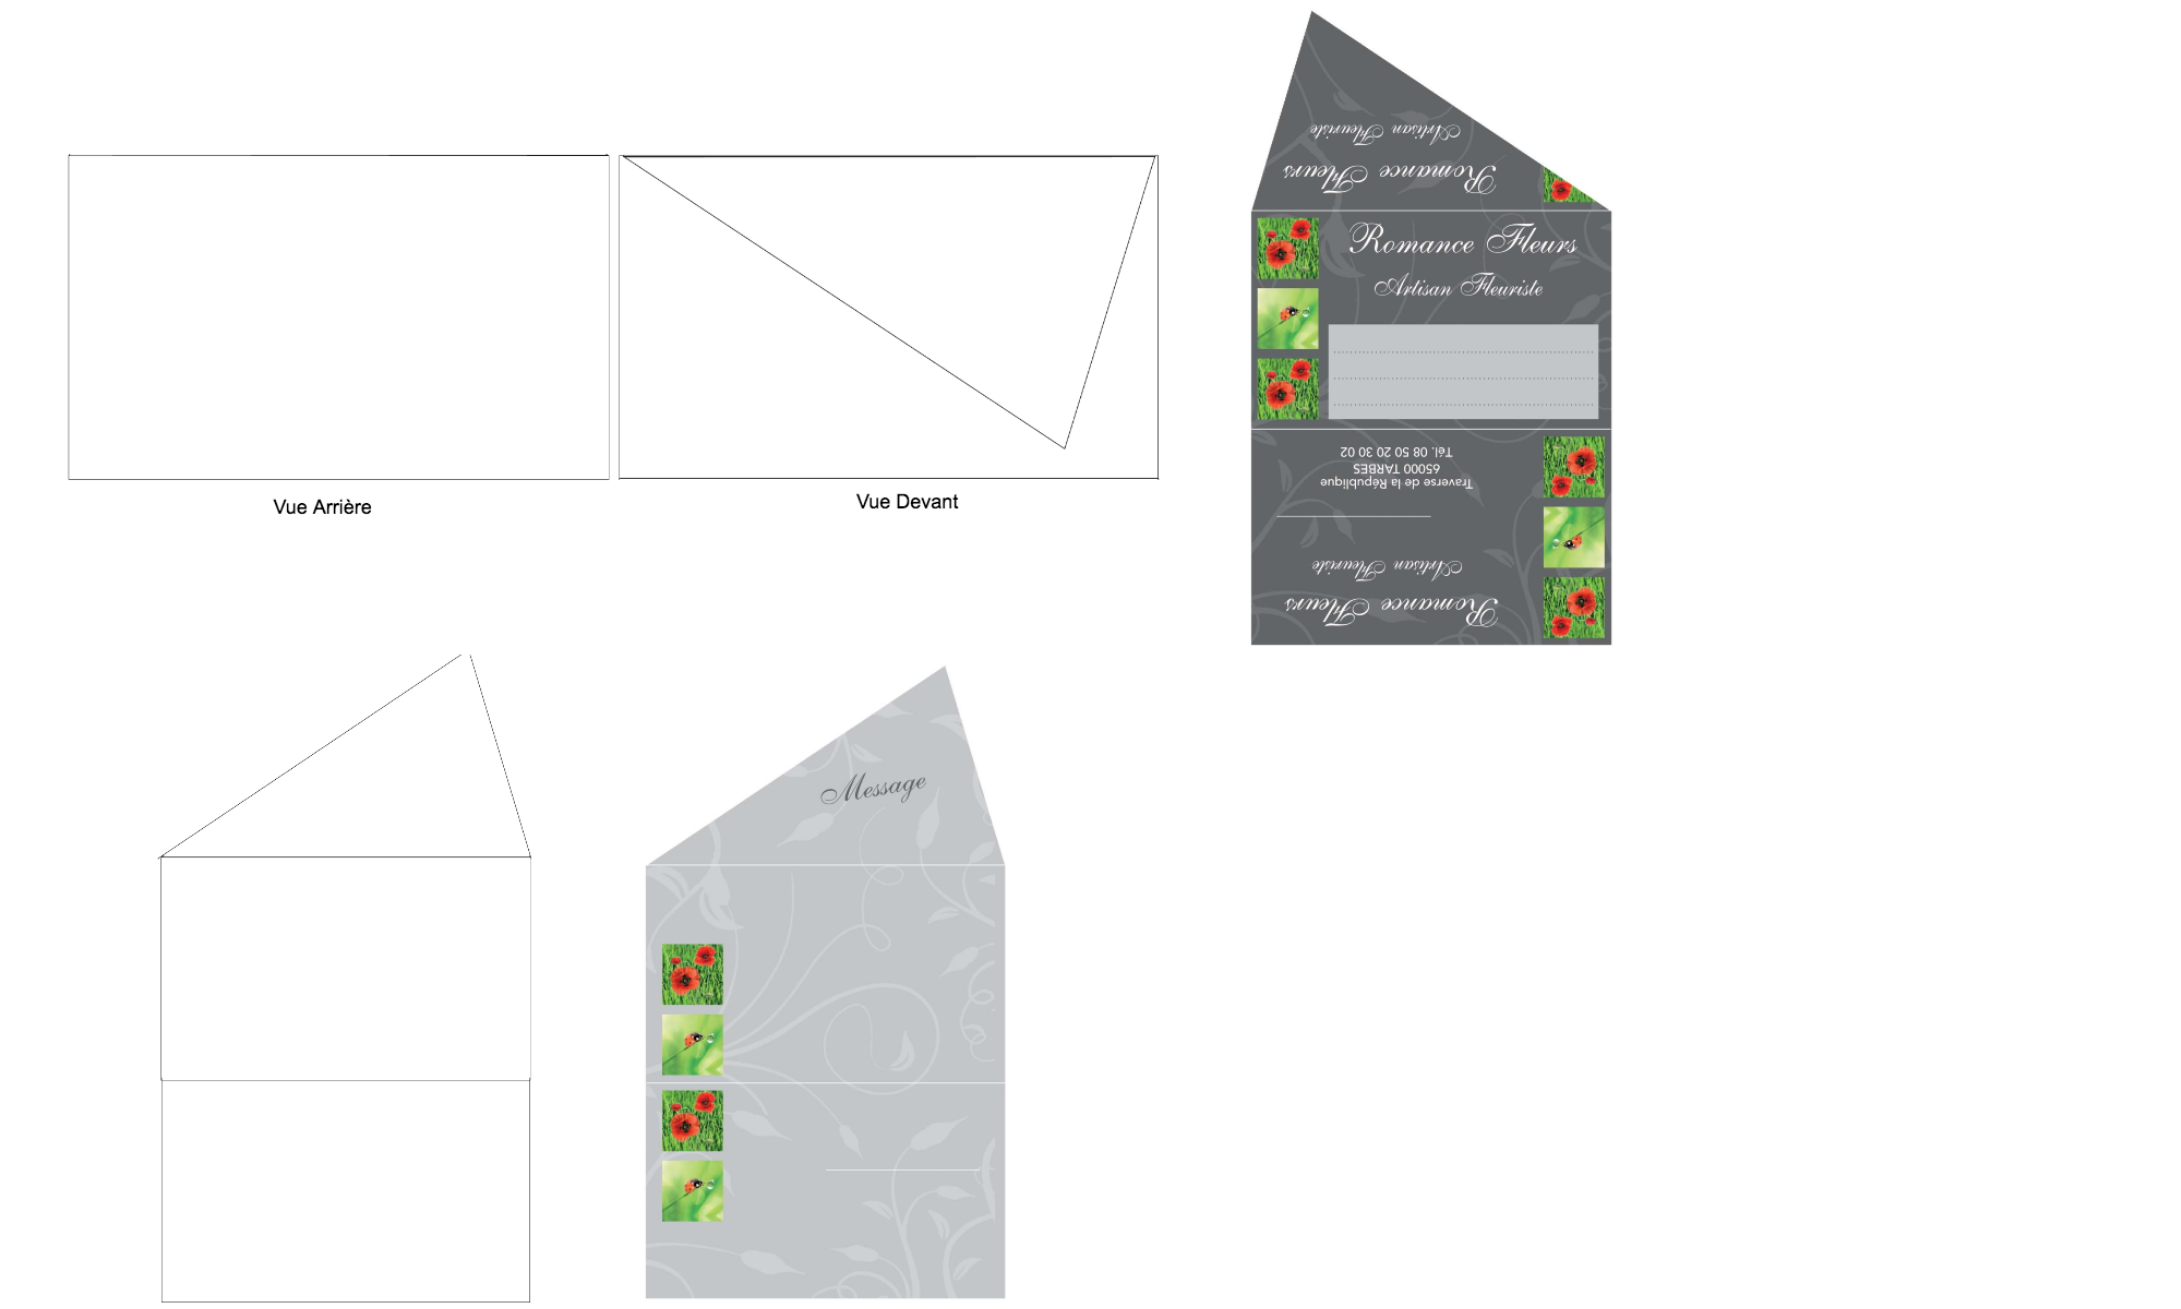 Vue Arrière
Vue Devant
Artisan Fleuriste
Romance Fleurs
Romance Fleurs
Artisan Fleuriste
Tél. 08 50 20 30 02
65000 TARBES
Traverse de la République
Artisan Fleuriste
Romance Fleurs
Message